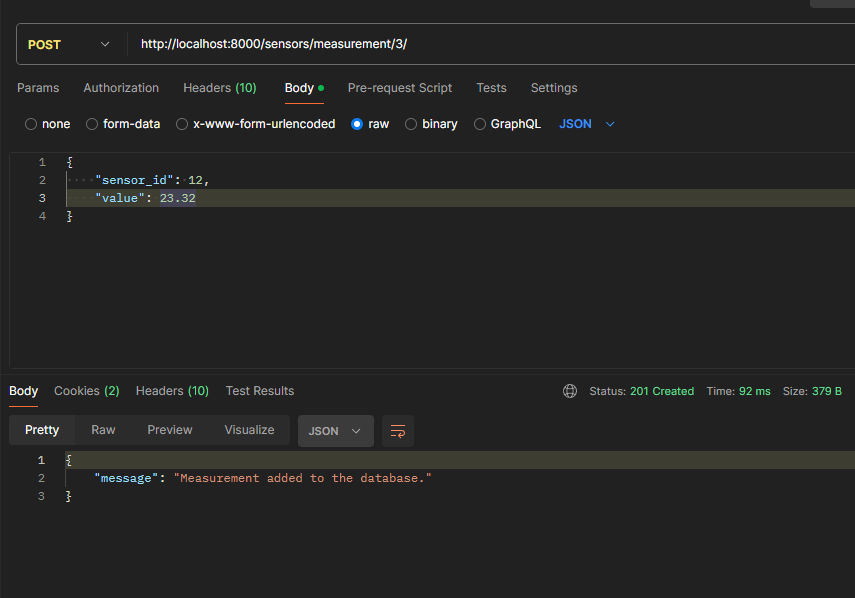 POST http://localhost:8000/sensors/measurement/3/
Params Authorization Headers (10) Body Pre-request Script Tests Settings
none form-data x-www-form-urlencoded raw binary GraphQL JSON
1 {
2 "sensor_id": 12,
3 "value": 23.32
4 }
Body Cookies (2) Headers (10) Test Results Status: 201 Created Time: 92 ms Size: 379 B
Pretty Raw Preview Visualize JSON
1 {
2 "message": "Measurement added to the database."
3 }